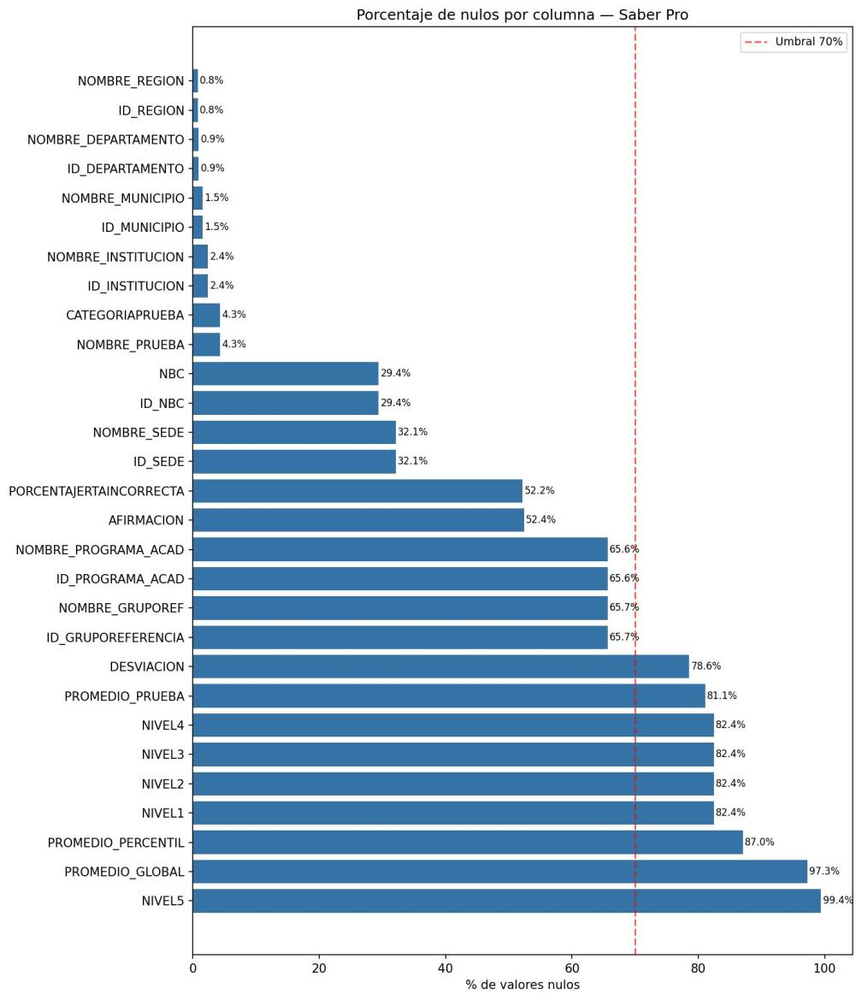 Porcentaje de nulos por columna — Saber Pro
Umbral 70%
NOMBRE_REGION 0.8%
ID_REGION 0.8%
NOMBRE_DEPARTAMENTO 0.9%
ID_DEPARTAMENTO 0.9%
NOMBRE_MUNICIPIO 1.5%
ID_MUNICIPIO 1.5%
NOMBRE_INSTITUCION 2.4%
ID_INSTITUCION 2.4%
CATEGORIAPRUEBA 4.3%
NOMBRE_PRUEBA 4.3%
NBC 29.4%
ID_NBC 29.4%
NOMBRE_SEDE 32.1%
ID_SEDE 32.1%
PORCENTAJERTAINCORRECTA 52.2%
AFIRMACION 52.4%
NOMBRE_PROGRAMA_ACAD 65.6%
ID_PROGRAMA_ACAD 65.6%
NOMBRE_GRUPOREF 65.7%
ID_GRUPOREFERENCIA 65.7%
DESVIACION 78.6%
PROMEDIO_PRUEBA 81.1%
NIVEL4 82.4%
NIVEL3 82.4%
NIVEL2 82.4%
NIVEL1 82.4%
PROMEDIO_PERCENTIL 87.0%
PROMEDIO_GLOBAL 97.3%
NIVEL5 99.4%
0 20 40 60 80 100
% de valores nulos